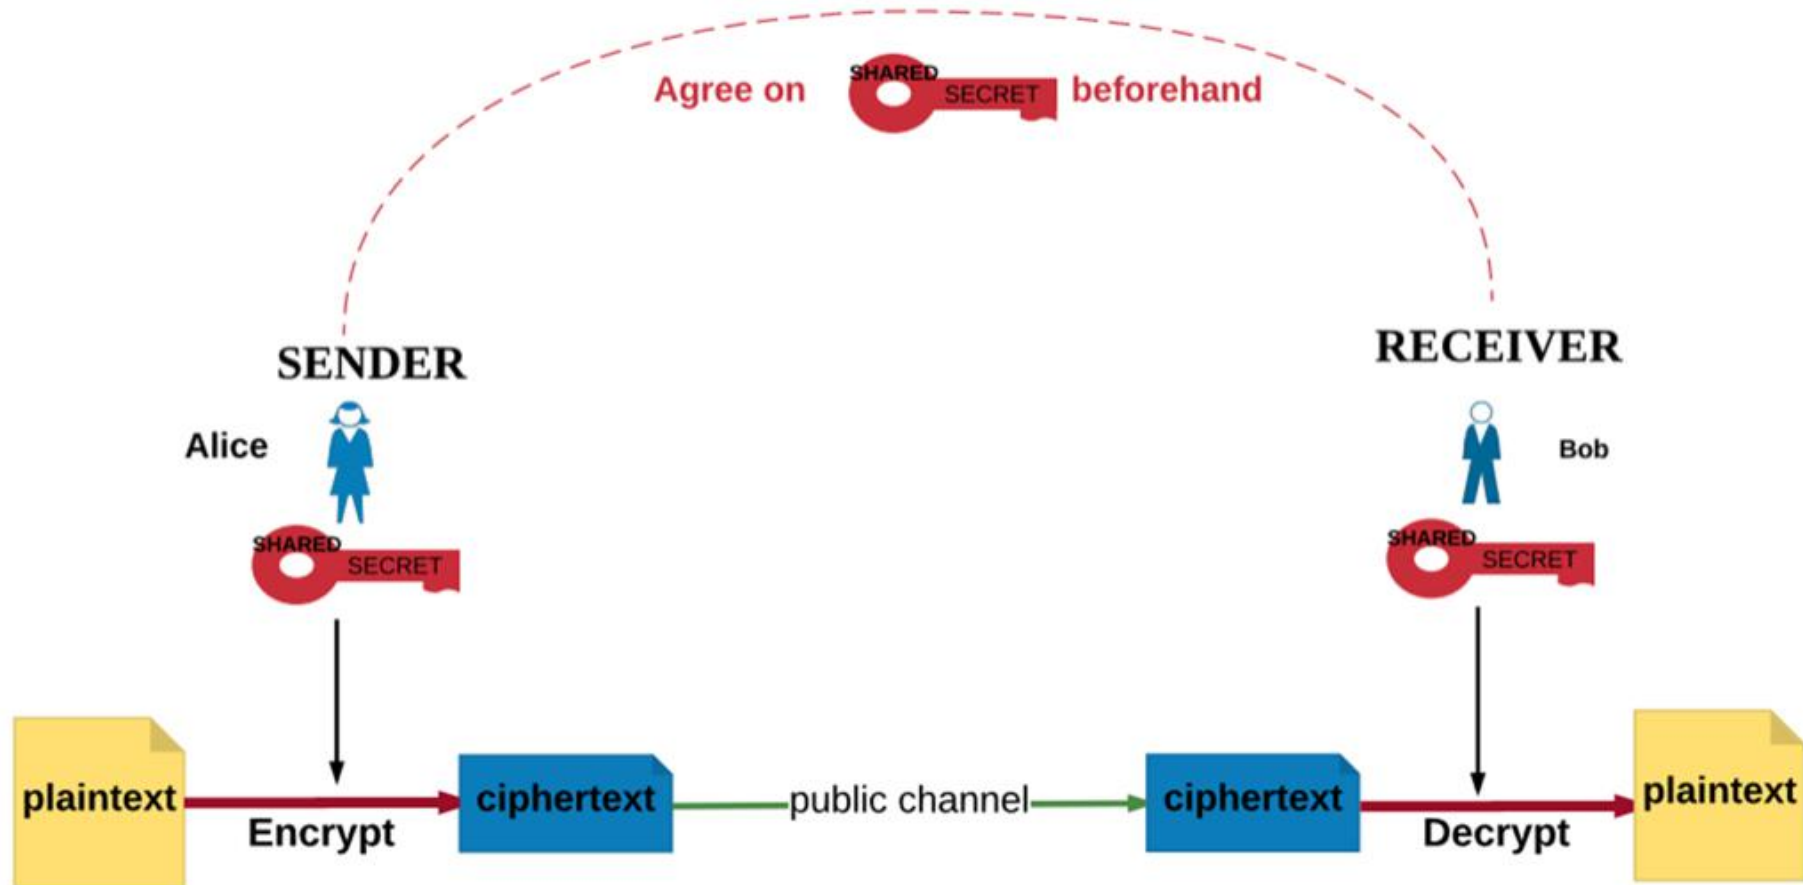 Agree on SHARED SECRET beforehand
SENDER
RECEIVER
Alice
Bob
SHARED
SECRET
SHARED
SECRET
plaintext
Encrypt
ciphertext
public channel
ciphertext
Decrypt
plaintext